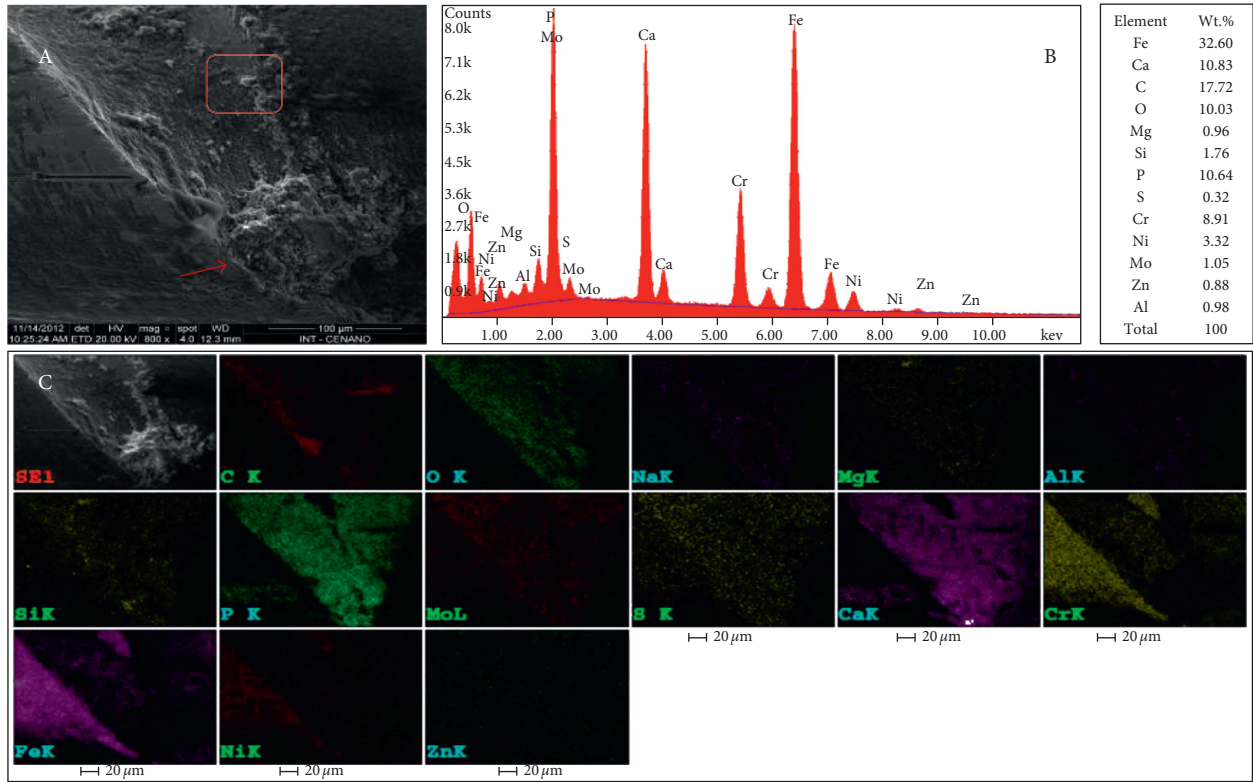 A
11/14/2012 det HV mag ○ spot WD 100 µm
10:25:24 AM ETD 20.00 kV 800 x 4.0 12.3 mm INT - CENANO
Counts
8.0k
7.1k
6.2k
5.3k
4.5k
3.6k
2.7k
1.8k
0.9k
P
Mo
Ca
Fe
B
Cr
O
Fe
Zn
Mg
Ni
Fe
Zn
Ni
Al
Si
S
Mo
Mo
Ca
Cr
Fe
Ni
Ni
Zn
Zn
1.00 2.00 3.00 4.00 5.00 6.00 7.00 8.00 9.00 10.00 kev
Element Wt.%
Fe 32.60
Ca 10.83
C 17.72
O 10.03
Mg 0.96
Si 1.76
P 10.64
S 0.32
Cr 8.91
Ni 3.32
Mo 1.05
Zn 0.88
Al 0.98
Total 100
C
SE1 C K O K NaK MgK AlK
SiK P K MoL S K CaK CrK
20 µm 20 µm 20 µm
FeK NiK ZnK
20 µm 20 µm 20 µm